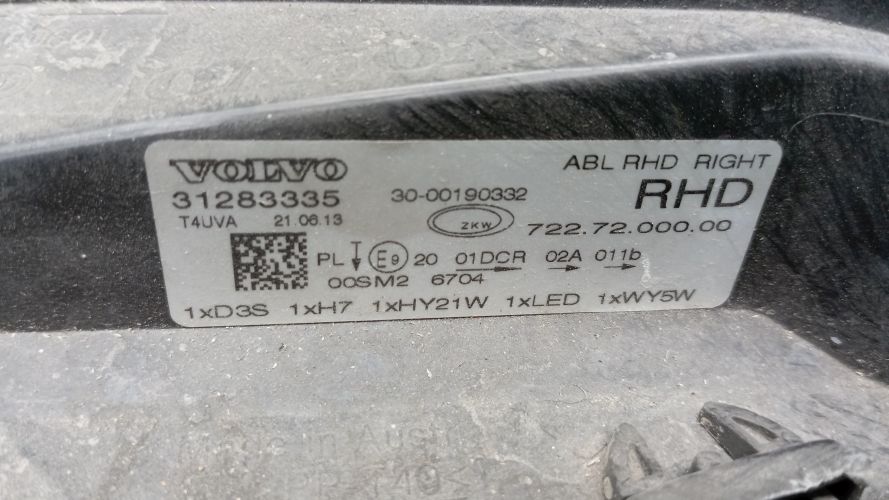 VOLVO
ABL RHD RIGHT
31283335 30-00190332 RHD
T4UVA 21.06.13 ZKW 722.72.000.00
PL E9 20 01DCR 02A 011b
00SM2 6704
1xD3S 1xH7 1xHY21W 1xLED 1xWY5W
Made in Aust